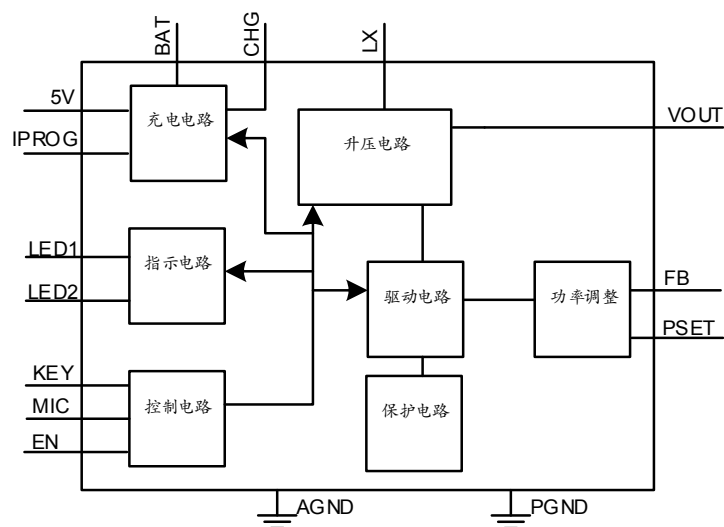 BAT
CHG
LX
5V
IPROG
充电电路
升压电路
VOUT
LED1
LED2
指示电路
驱动电路
功率调整
FB
PSET
KEY
MIC
EN
控制电路
保护电路
AGND
PGND